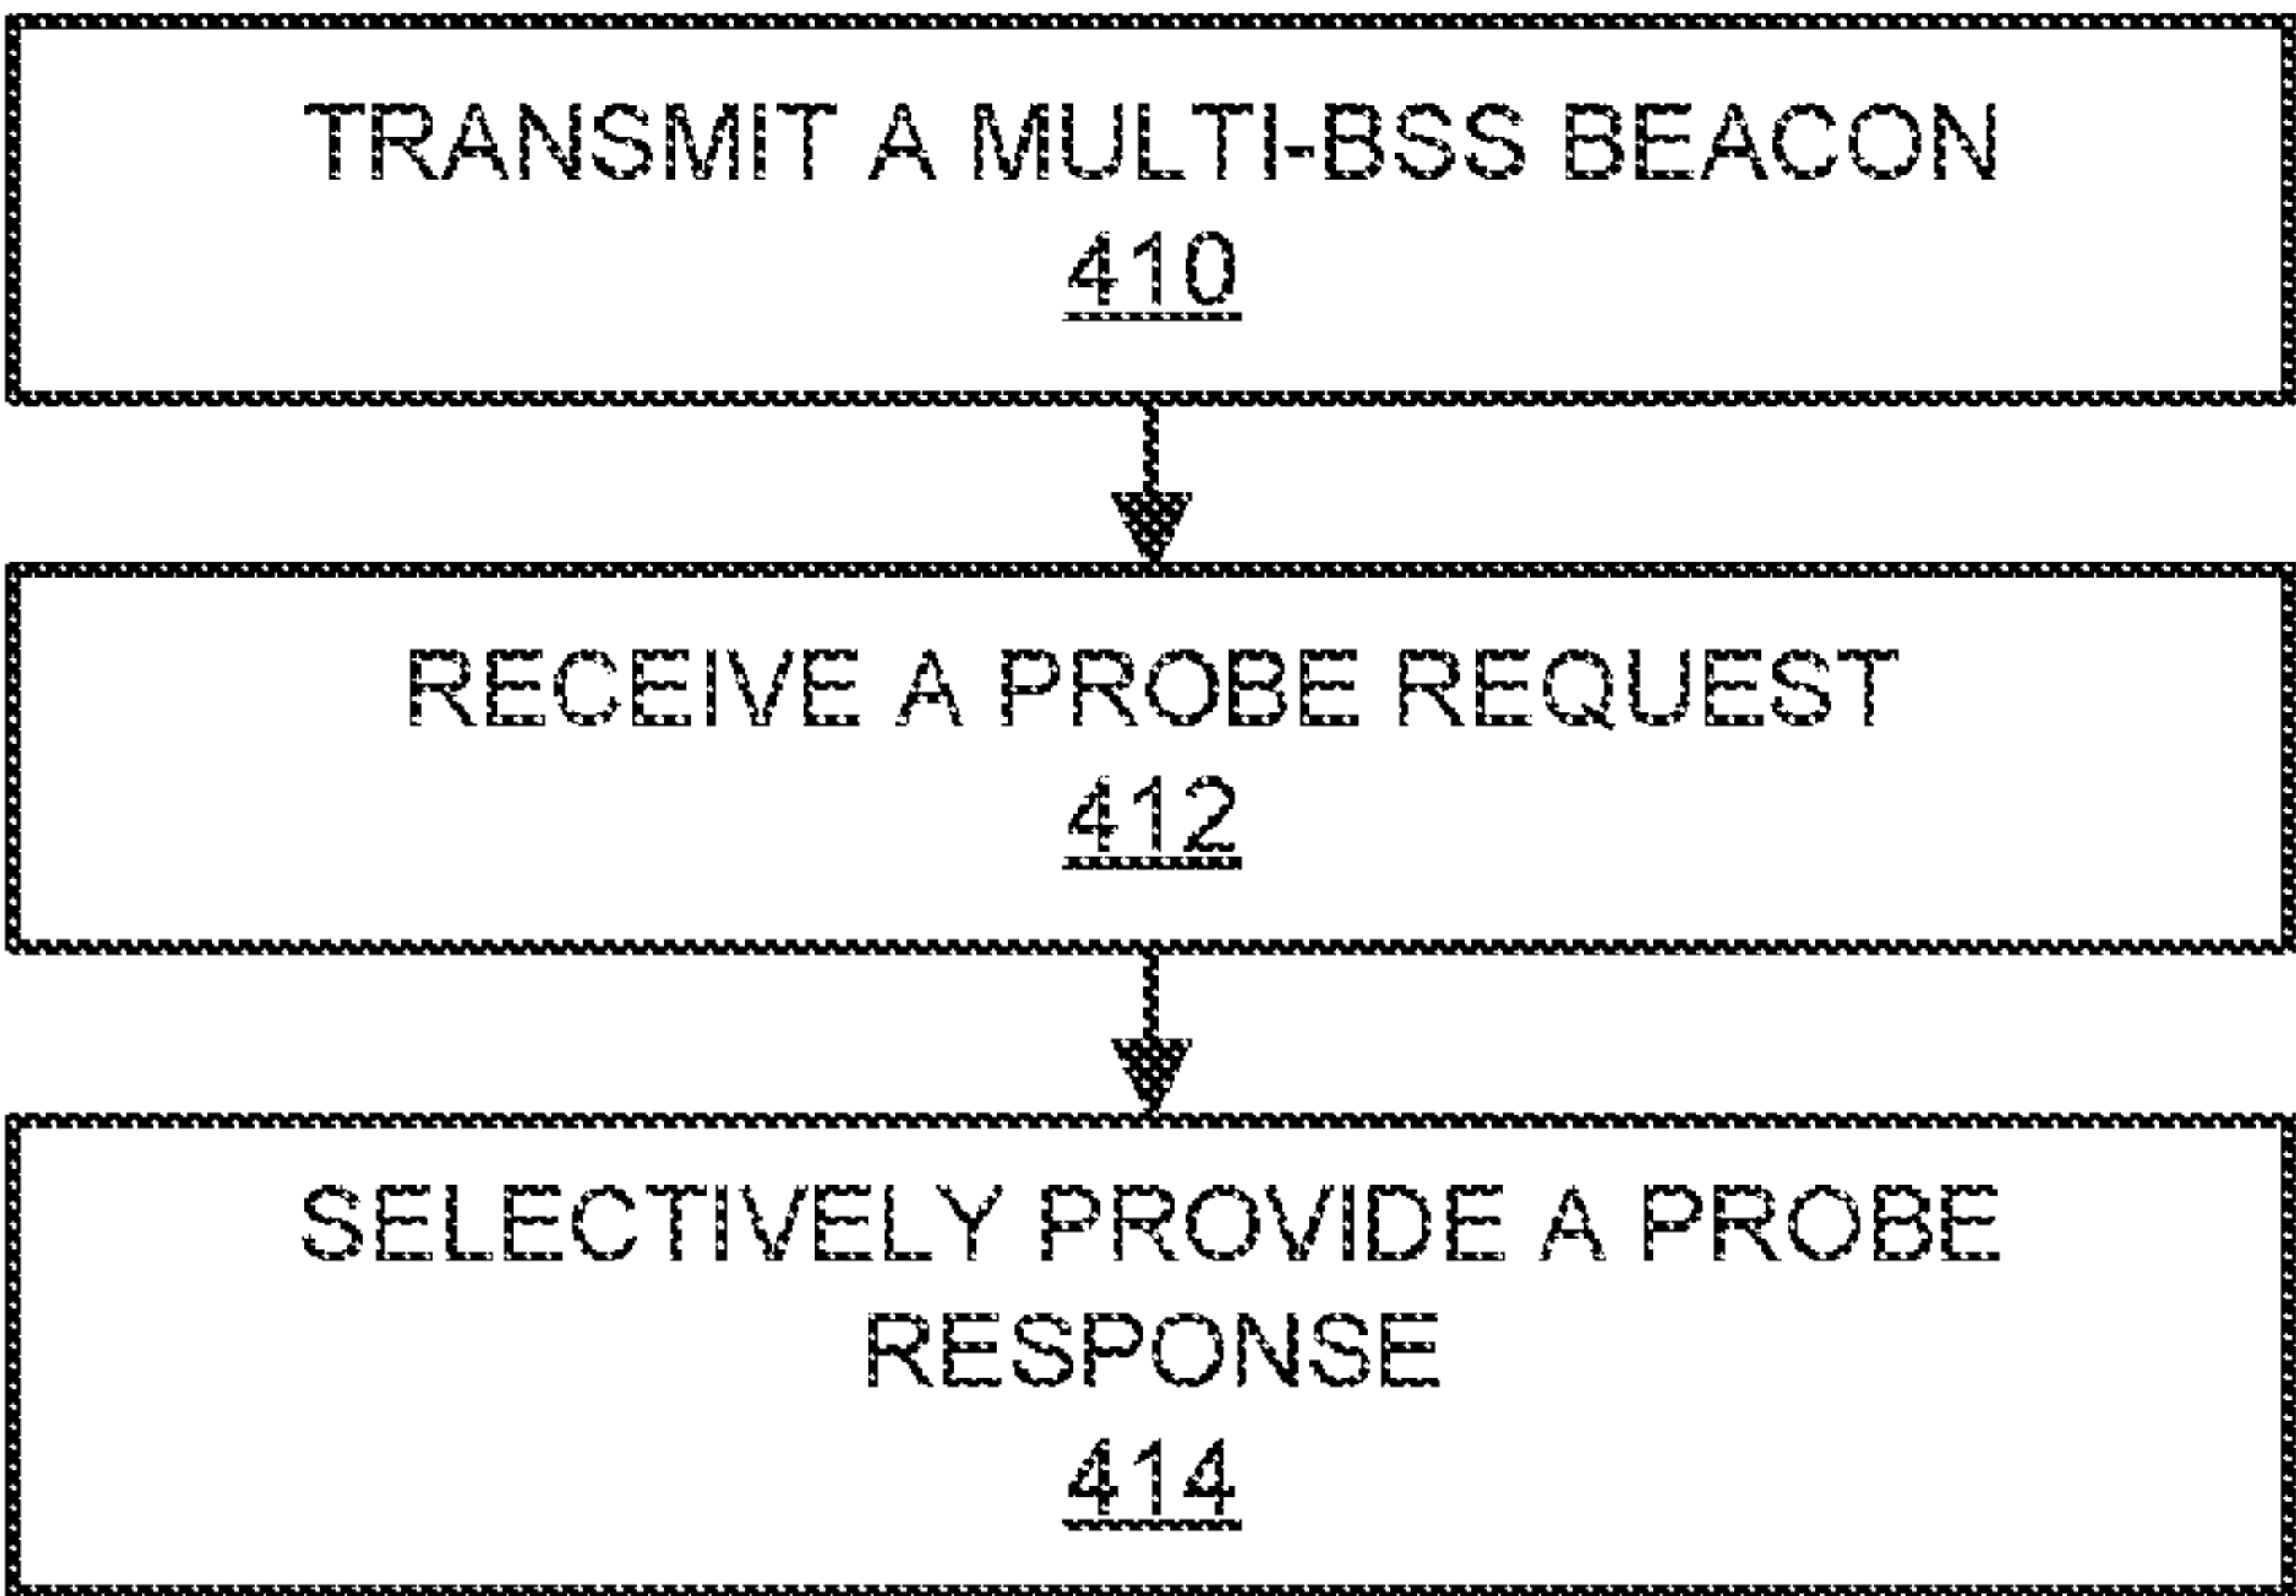 TRANSMIT A MULTI-BSS BEACON
410
RECEIVE A PROBE REQUEST
412
SELECTIVELY PROVIDE A PROBE
RESPONSE
414